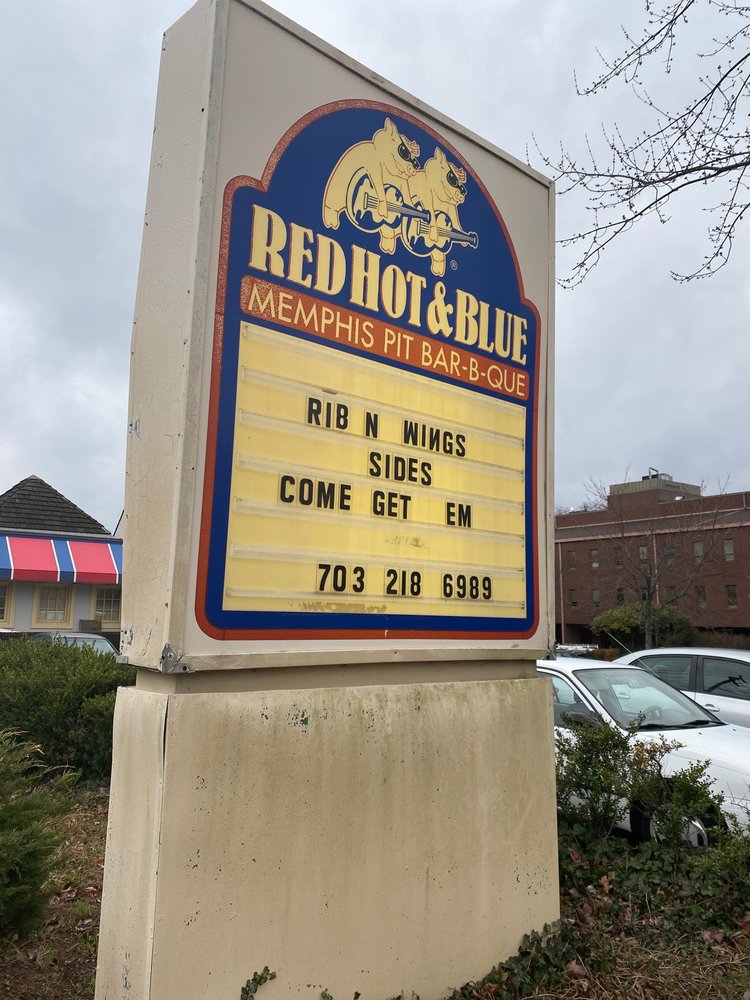 RED HOT & BLUE
®
MEMPHIS PIT BAR-B-QUE
RIB N WINGS
SIDES
COME GET EM
703 218 6989